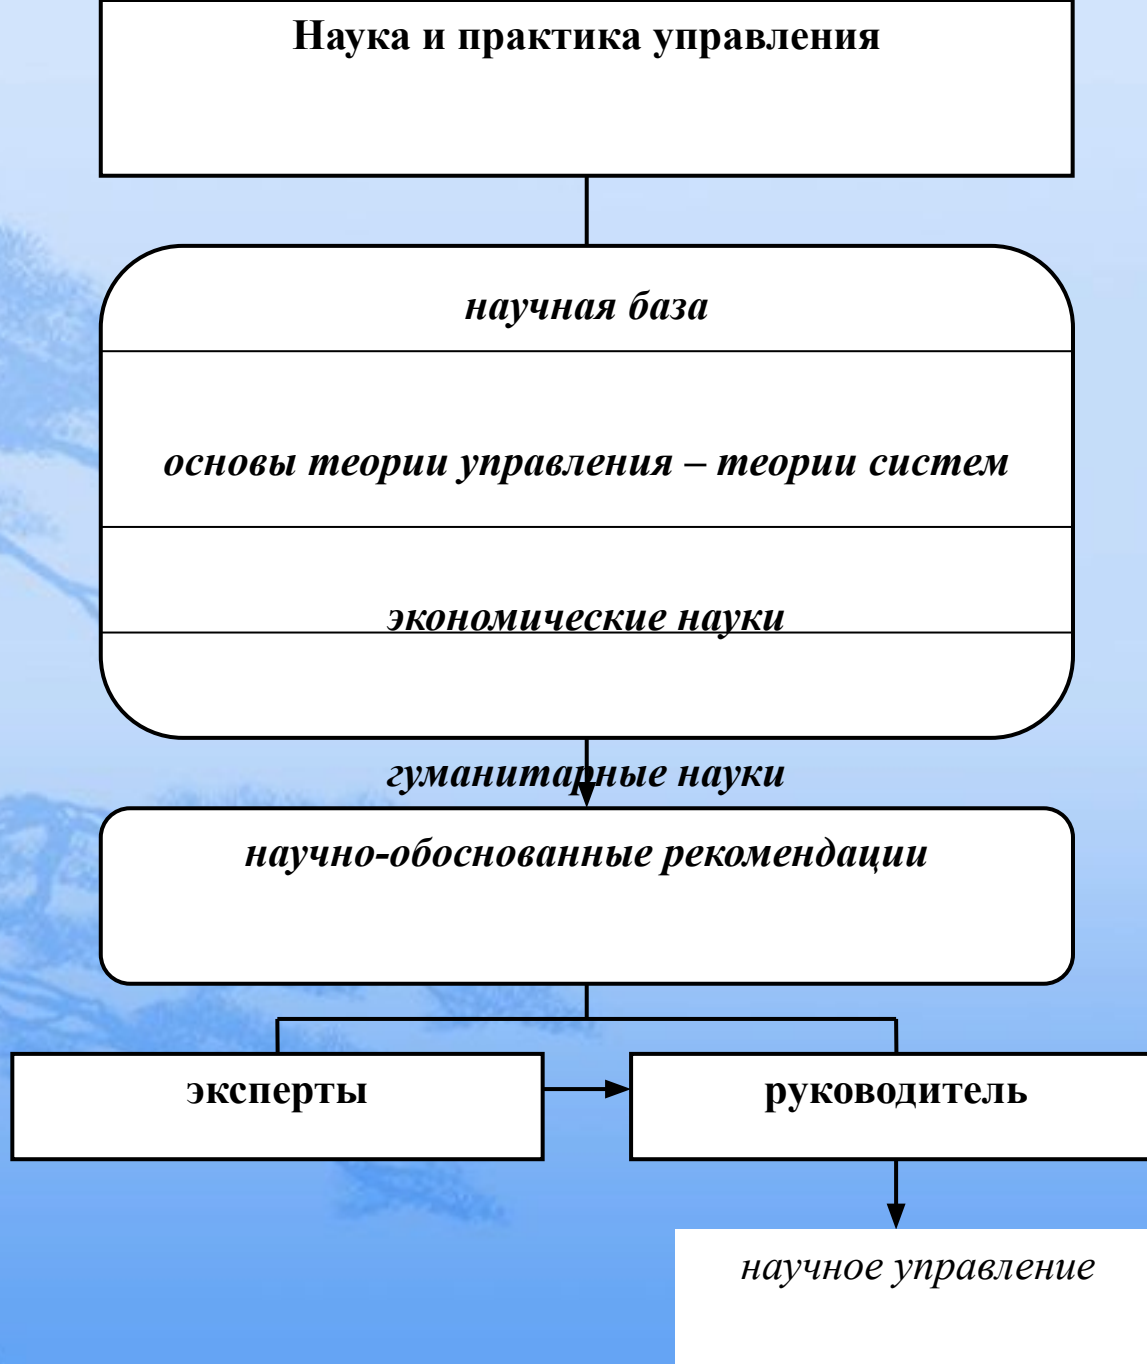 Наука и практика управления
научная база
основы теории управления – теории систем
экономические науки
гуманитарные науки
научно-обоснованные рекомендации
эксперты
руководитель
научное управление